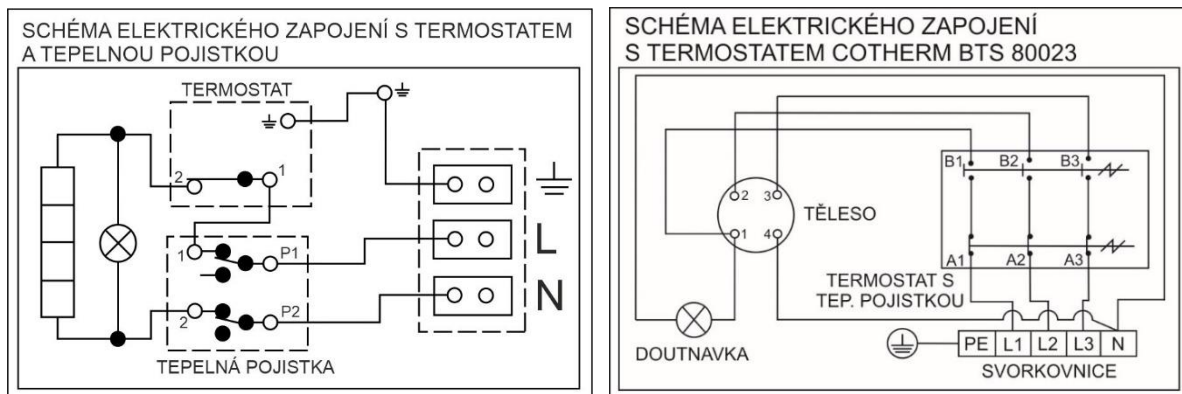 SCHÉMA ELEKTRICKÉHO ZAPOJENÍ S TERMOSTATEM
A TEPELNOU POJISTKOU
TERMOSTAT
2
1
1
P1
L
2
P2
N
TEPELNÁ POJISTKA
SCHÉMA ELEKTRICKÉHO ZAPOJENÍ
S TERMOSTATEM COTHERM BTS 80023
B1 B2 B3
2 3
TĚLESO
1 4
A1 A2 A3
TERMOSTAT S
TEP. POJISTKOU
DOUTNAVKA
PE L1 L2 L3 N
SVORKOVNICE